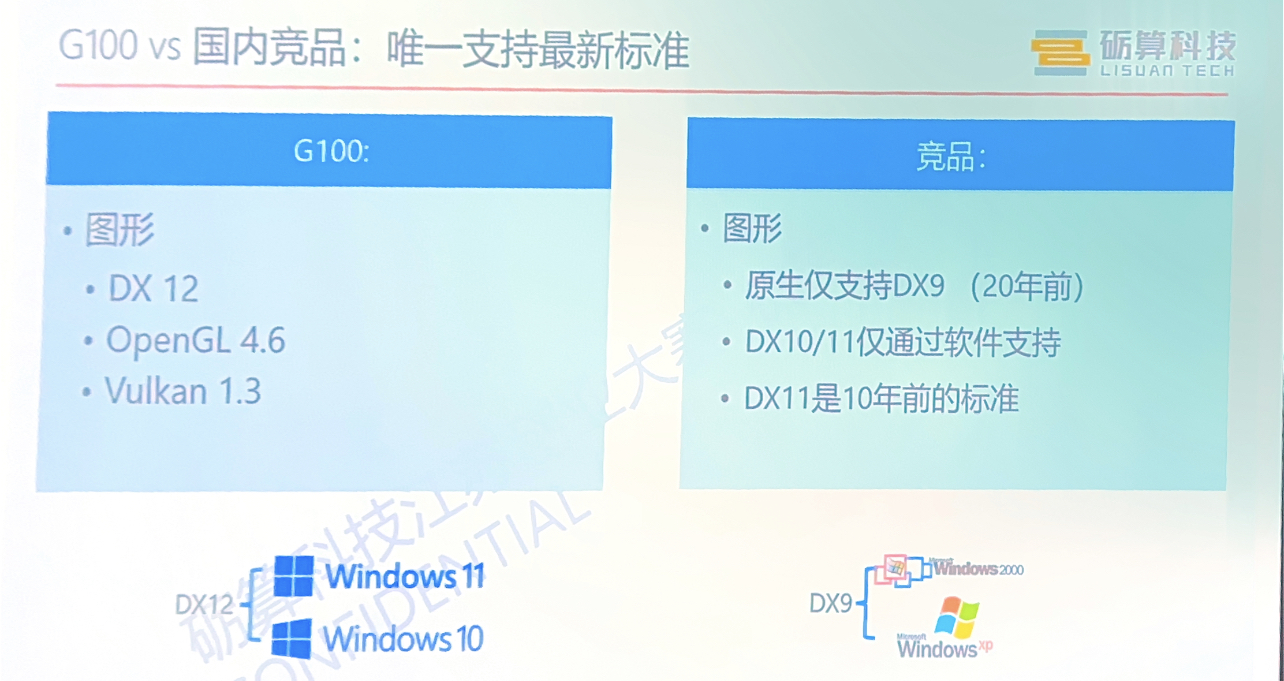 G100 vs 国内竞品：唯一支持最新标准
砺算科技
LISUAN TECH
G100:
• 图形
• DX 12
• OpenGL 4.6
• Vulkan 1.3
竞品：
• 图形
• 原生仅支持DX9 （20年前）
• DX10/11仅通过软件支持
• DX11是10年前的标准
砺算科技江
业大赛
CONFIDENTIAL
DX12
Windows 11
Windows 10
DX9
Microsoft
Windows 2000
Microsoft
Windows xp